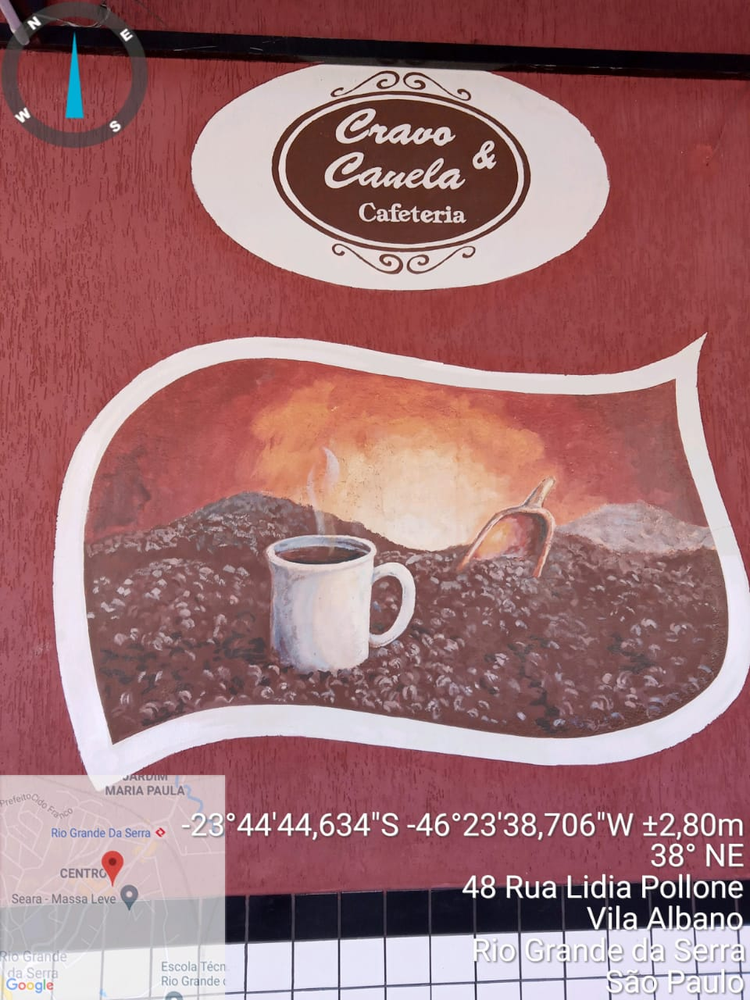 N
E
W
S
Cravo
&
Canela
Cafeteria
JARDIM
MARIA PAULA
Prefeito Cido Franco
Rio Grande Da Serra
CENTRO
Seara - Massa Leve
Rio Grande
da Serra
Escola Técn
Rio Grande
Google
-23°44'44,634"S -46°23'38,706"W ±2,80m
38° NE
48 Rua Lidia Pollone
Vila Albano
Rio Grande da Serra
São Paulo